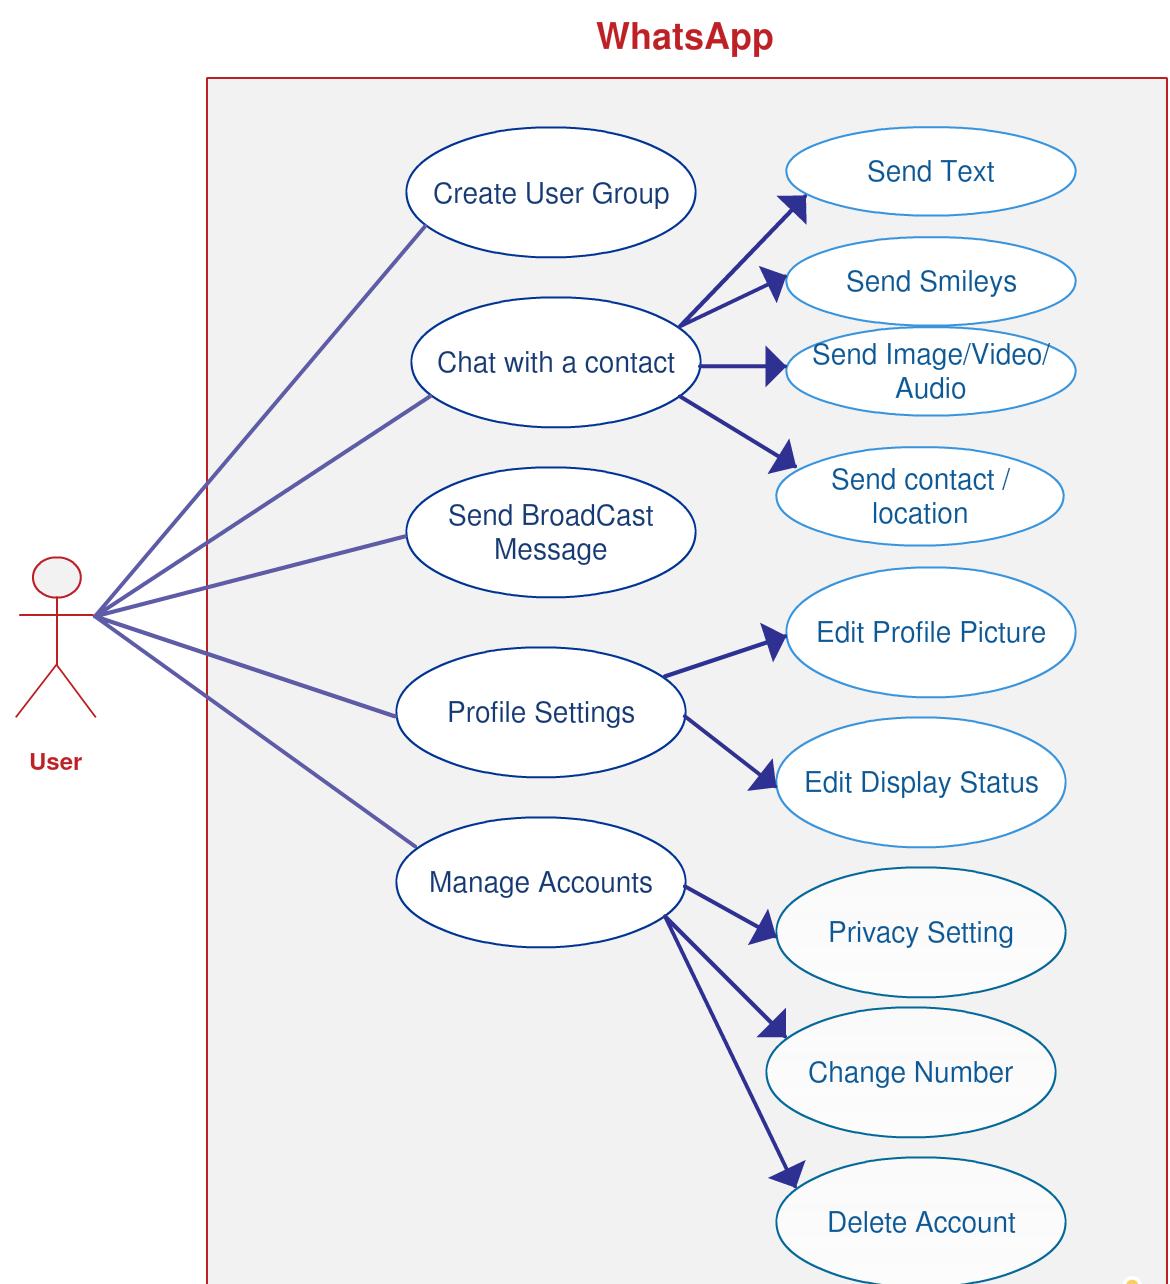 WhatsApp
Create User Group
Send Text
Send Smileys
Chat with a contact
Send Image/Video/
Audio
Send contact /
location
Send BroadCast
Message
User
Profile Settings
Edit Profile Picture
Edit Display Status
Manage Accounts
Privacy Setting
Change Number
Delete Account